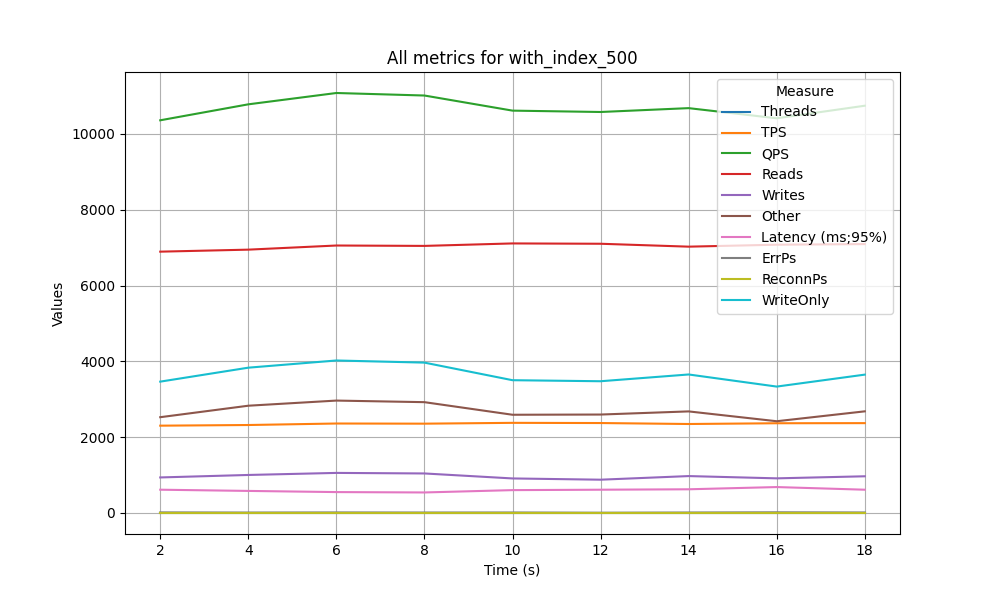 All metrics for with_index_500
Measure
Threads
TPS
QPS
Reads
Writes
Other
Latency (ms;95%)
ErrPs
ReconnPs
WriteOnly
10000
8000
6000
4000
2000
0
Values
2 4 6 8 10 12 14 16 18
Time (s)